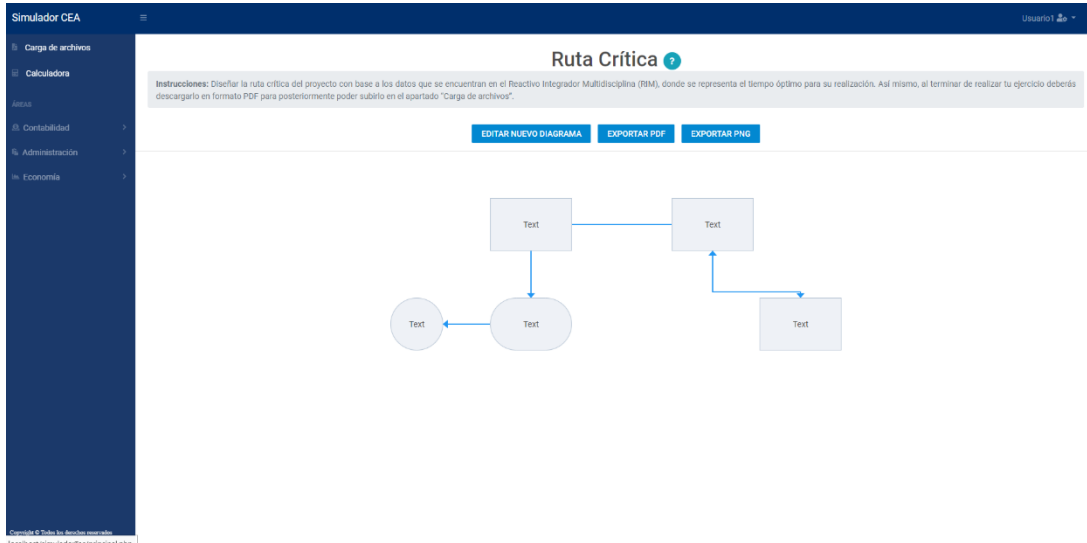 Simulador CEA
Usuario1
Carga de archivos
Calculadora
ÁREAS
Contabilidad
Administración
Economía
Ruta Crítica ?
Instrucciones: Diseñar la ruta crítica del proyecto con base a los datos que se encuentran en el Reactivo Integrador Multidisciplina (RIM), donde se representa el tiempo óptimo para su realización. Así mismo, al terminar de realizar tu ejercicio deberás
descargarlo en formato PDF para posteriormente poder subirlo en el apartado "Carga de archivos".
EDITAR NUEVO DIAGRAMA EXPORTAR PDF EXPORTAR PNG
Text Text
Text Text Text
Copyright © Todos los derechos reservados